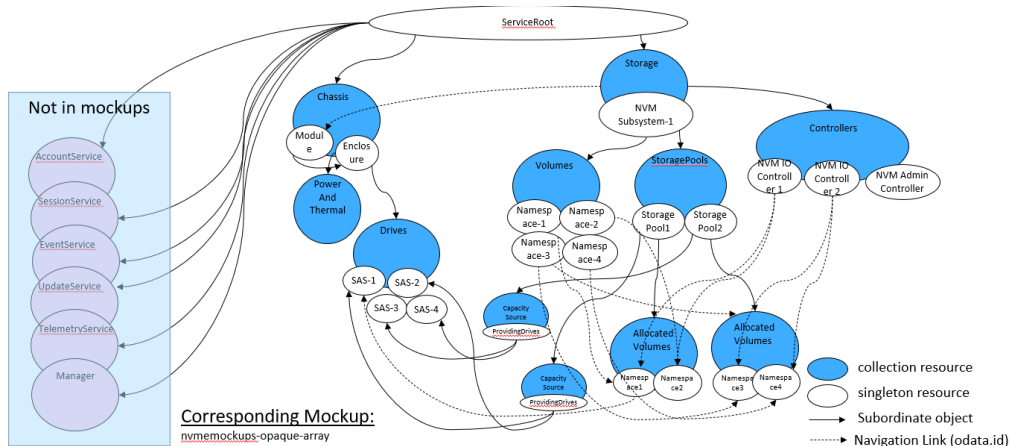 ServiceRoot
Not in mockups
AccountService
SessionService
EventService
UpdateService
TelemetryService
Manager
Chassis
Modul
e
Enclos
ure
Power
And
Thermal
Drives
SAS-1
SAS-2
SAS-3
SAS-4
Storage
NVM
Subsystem-1
Volumes
Namesp
ace-1
Namesp
ace-2
Namesp
ace-3
Namesp
ace-4
StoragePools
Storage
Pool1
Storage
Pool2
Controllers
NVM IO
Controll
er 1
NVM IO
Controll
er 2
NVM Admin
Controller
Capacity
Source
ProvidingDrives
Capacity
Source
ProvidingDrives
Allocated
Volumes
Namesp
ace1
Namespa
ce2
Allocated
Volumes
Namespa
ce3
Namespa
ce4
collection resource
singleton resource
Subordinate object
Navigation Link (odata.id)
Corresponding Mockup:
nvmemockups-opaque-array